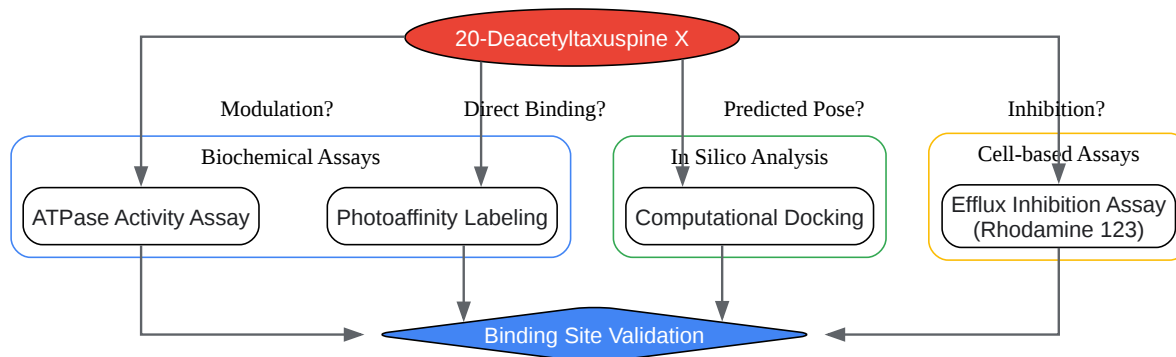 20-Deacetyltaxuspine X
Modulation?
Direct Binding?
Predicted Pose?
Inhibition?
Biochemical Assays
In Silico Analysis
Cell-based Assays
ATPase Activity Assay
Photoaffinity Labeling
Computational Docking
Efflux Inhibition Assay
(Rhodamine 123)
Binding Site Validation